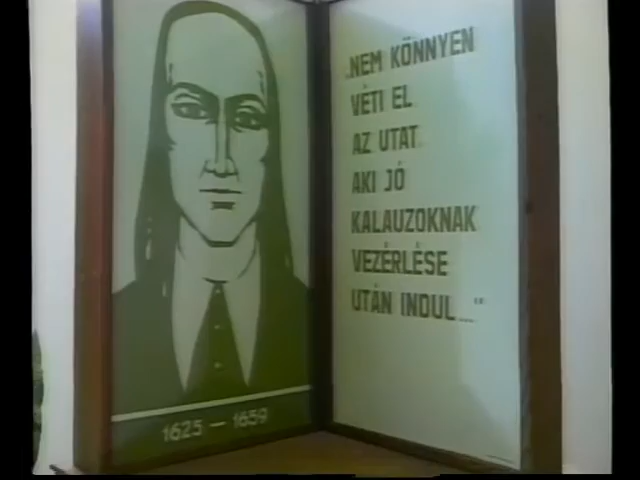 „NEM KÖNNYEN
VÉTI EL
AZ UTAT
AKI JÓ
KALAUZOKNAK
VEZÉRLÉSE
UTÁN INDUL...“
1625 – 1659